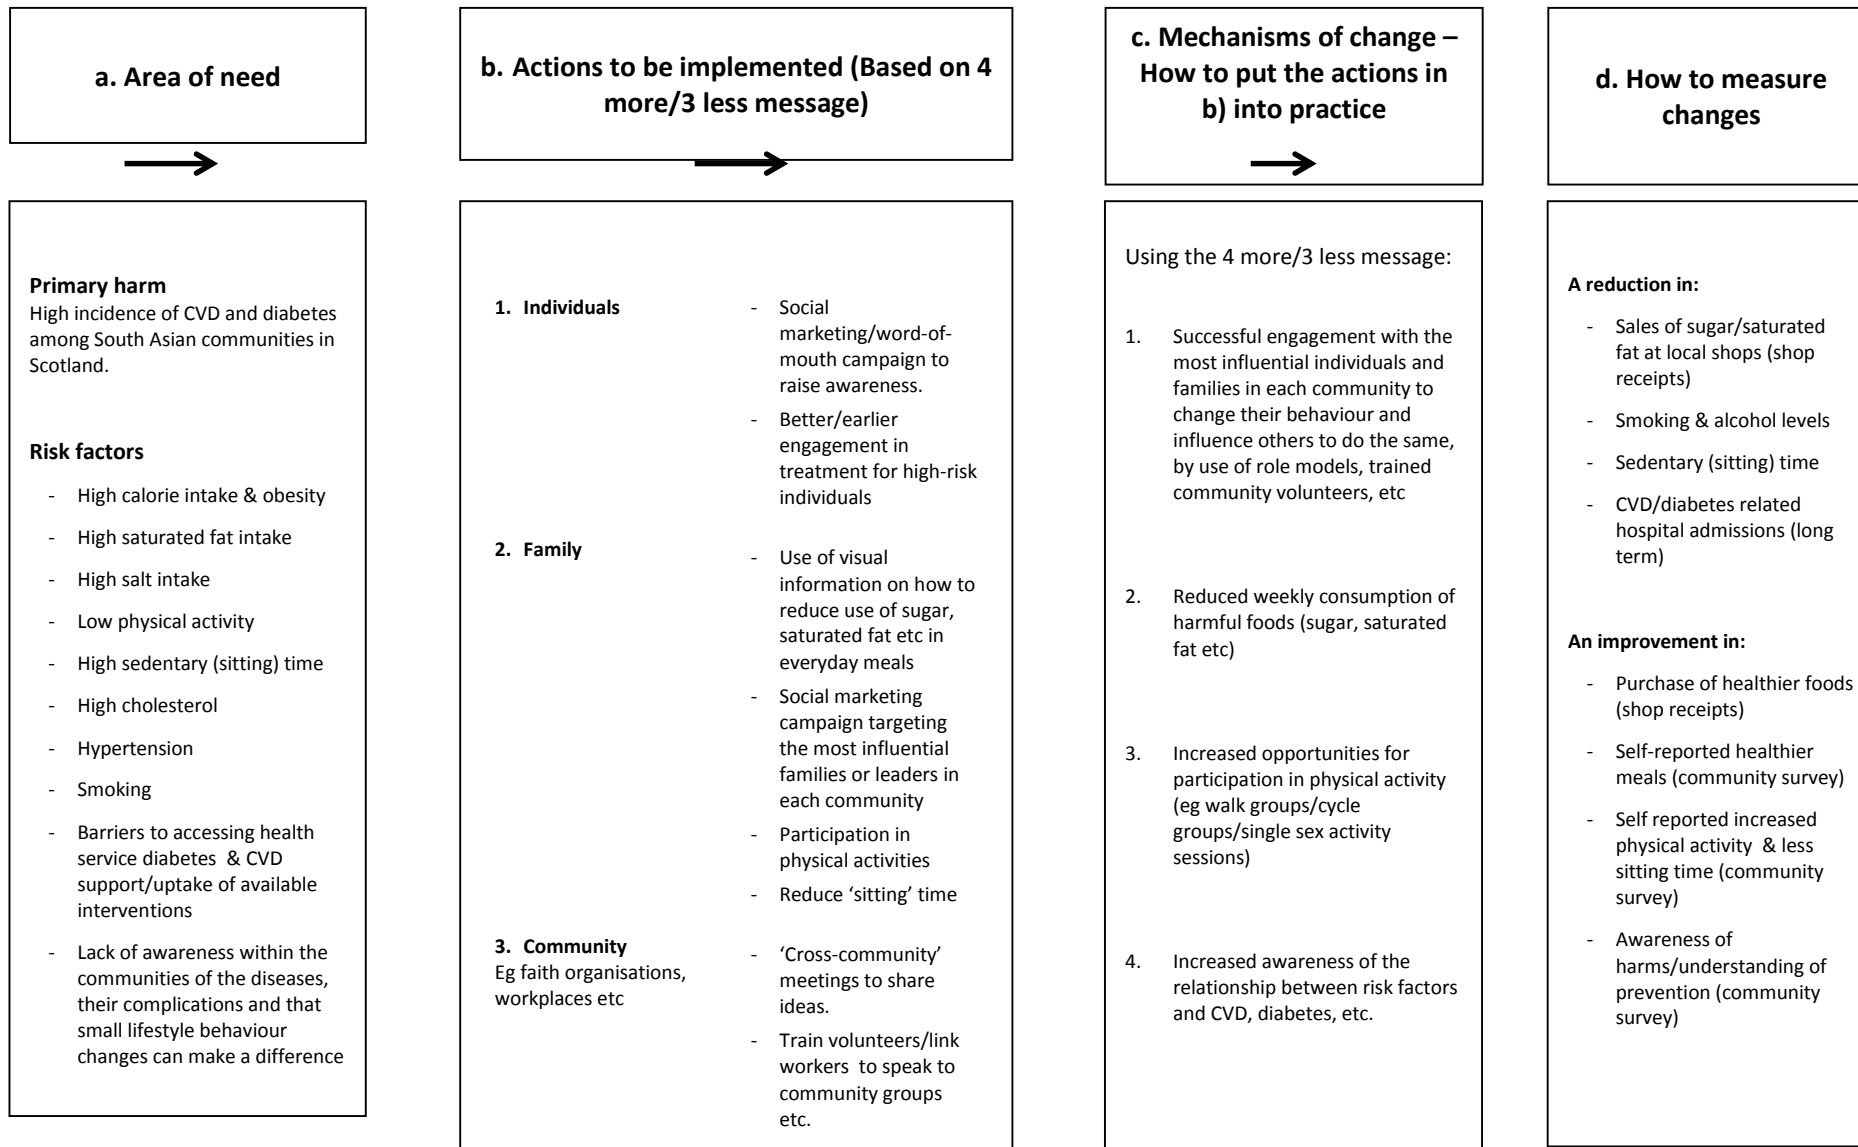 a. Area of need
b. Actions to be implemented (Based on 4
more/3 less message)
c. Mechanisms of change –
How to put the actions in
b) into practice
d. How to measure
changes
Primary harm
High incidence of CVD and diabetes
among South Asian communities in
Scotland.
Risk factors
- High calorie intake & obesity
- High saturated fat intake
- High salt intake
- Low physical activity
- High sedentary (sitting) time
- High cholesterol
- Hypertension
- Smoking
- Barriers to accessing health
service diabetes & CVD
support/uptake of available
interventions
- Lack of awareness within the
communities of the diseases,
their complications and that
small lifestyle behaviour
changes can make a difference
1. Individuals
- Social
marketing/word-of-
mouth campaign to
raise awareness.
- Better/earlier
engagement in
treatment for high-risk
individuals
2. Family
- Use of visual
information on how to
reduce use of sugar,
saturated fat etc in
everyday meals
- Social marketing
campaign targeting
the most influential
families or leaders in
each community
- Participation in
physical activities
- Reduce ‘sitting’ time
3. Community
Eg faith organisations,
workplaces etc
- ‘Cross-community’
meetings to share
ideas.
- Train volunteers/link
workers to speak to
community groups
etc.
Using the 4 more/3 less message:
1. Successful engagement with the
most influential individuals and
families in each community to
change their behaviour and
influence others to do the same,
by use of role models, trained
community volunteers, etc
2. Reduced weekly consumption of
harmful foods (sugar, saturated
fat etc)
3. Increased opportunities for
participation in physical activity
(eg walk groups/cycle
groups/single sex activity
sessions)
4. Increased awareness of the
relationship between risk factors
and CVD, diabetes, etc.
A reduction in:
- Sales of sugar/saturated
fat at local shops (shop
receipts)
- Smoking & alcohol levels
- Sedentary (sitting) time
- CVD/diabetes related
hospital admissions (long
term)
An improvement in:
- Purchase of healthier foods
(shop receipts)
- Self-reported healthier
meals (community survey)
- Self reported increased
physical activity & less
sitting time (community
survey)
- Awareness of
harms/understanding of
prevention (community
survey)